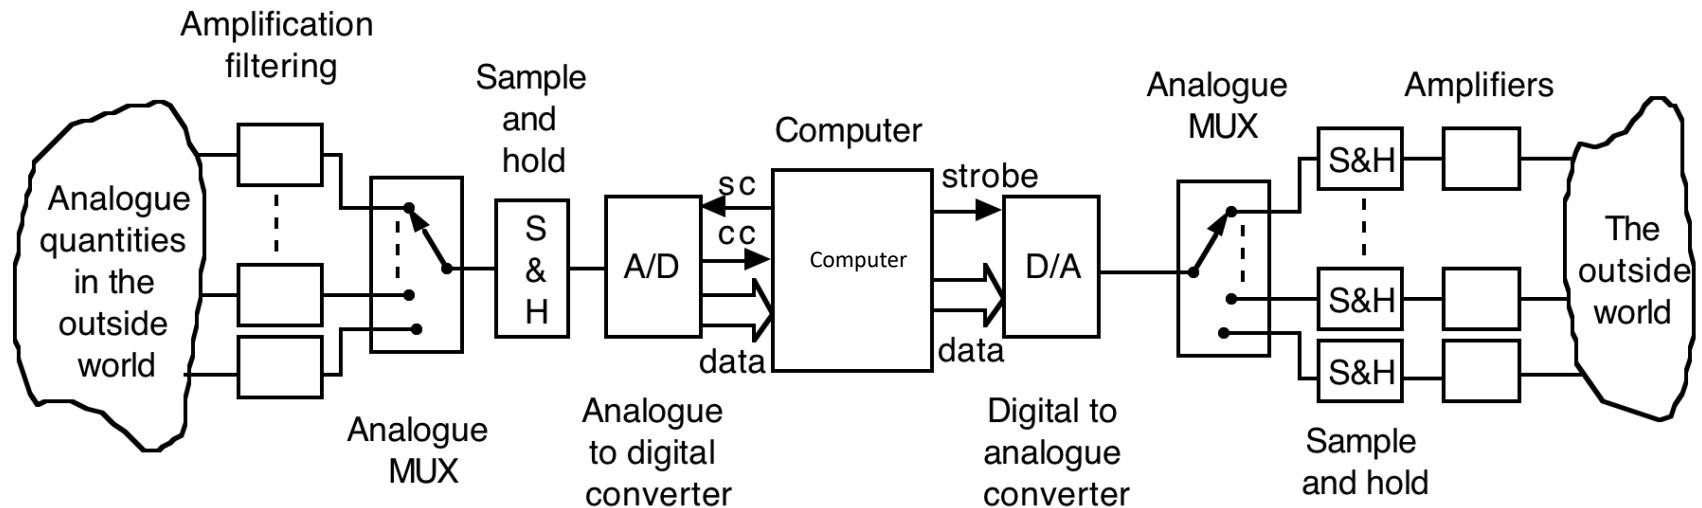 Amplification
filtering
Analogue
quantities
in the
outside
world
Analogue
MUX
Sample
and
hold
S
&
H
A/D
Analogue
to digital
converter
sc
cc
data
Computer
Computer
strobe
data
D/A
Digital to
analogue
converter
Analogue
MUX
S&H
S&H
S&H
Sample
and hold
Amplifiers
The
outside
world